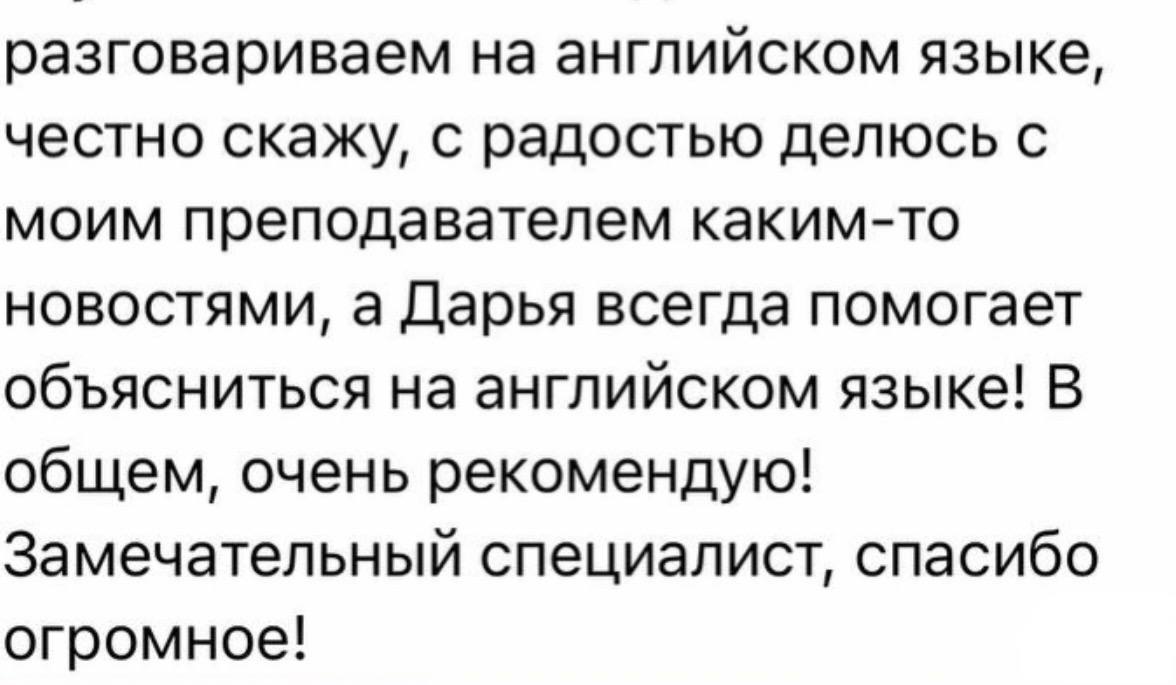 разговариваем на английском языке,
честно скажу, с радостью делюсь с
моим преподавателем каким-то
новостями, а Дарья всегда помогает
объясниться на английском языке! В
общем, очень рекомендую!
Замечательный специалист, спасибо
огромное!